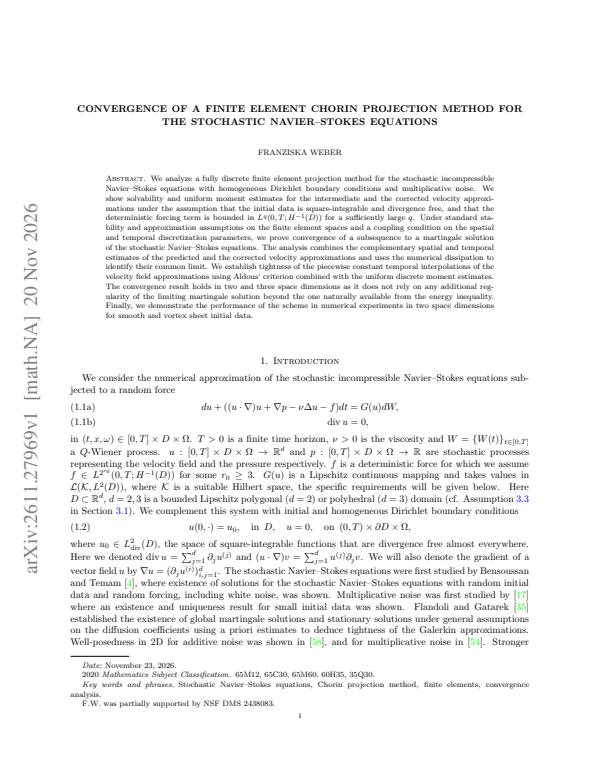 CONVERGENCE OF A FINITE ELEMENT CHORIN PROJECTION METHOD FOR
THE STOCHASTIC NAVIER–STOKES EQUATIONS
FRANZISKA WEBER
Abstract. We analyze a fully discrete finite element projection method for the stochastic incompressible
Navier–Stokes equations with homogeneous Dirichlet boundary conditions and multiplicative noise. We
show solvability and uniform moment estimates for the intermediate and the corrected velocity approxi-
mations under the assumption that the initial data is square-integrable and divergence free, and that the
deterministic forcing term is bounded in L^q(0, T; H^{-1}(D)) for a sufficiently large q. Under standard sta-
bility and approximation assumptions on the finite element spaces and a coupling condition on the spatial
and temporal discretization parameters, we prove convergence of a subsequence to a martingale solution
of the stochastic Navier–Stokes equations. The analysis combines the complementary spatial and temporal
estimates of the predicted and the corrected velocity approximations and uses the numerical dissipation to
identify their common limit. We establish tightness of the piecewise constant temporal interpolations of the
velocity field approximations using Aldous' criterion combined with the uniform discrete moment estimates.
The convergence result holds in two and three space dimensions as it does not rely on any additional reg-
ularity of the limiting martingale solution beyond the one naturally available from the energy inequality.
Finally, we demonstrate the performance of the scheme in numerical experiments in two space dimensions
for smooth and vortex sheet initial data.
1. Introduction
We consider the numerical approximation of the stochastic incompressible Navier–Stokes equations sub-
jected to a random force
(1.1a) du + ((u · ∇)u + ∇p − νΔu − f)dt = G(u)dW,
(1.1b) div u = 0,
in (t, x, ω) ∈ [0, T] × D × Ω. T > 0 is a finite time horizon, ν > 0 is the viscosity and W = {W(t)}_{t∈[0,T]}
a Q-Wiener process. u : [0, T] × D × Ω → ℝ^d and p : [0, T] × D × Ω → ℝ are stochastic processes
representing the velocity field and the pressure respectively. f is a deterministic force for which we assume
f ∈ L^{2^{r_0}}(0, T; H^{-1}(D)) for some r_0 ≥ 3. G(u) is a Lipschitz continuous mapping and takes values in
ℒ(𝒦, L^2(D)), where 𝒦 is a suitable Hilbert space, the specific requirements will be given below. Here
D ⊂ ℝ^d, d = 2, 3 is a bounded Lipschitz polygonal (d = 2) or polyhedral (d = 3) domain (cf. Assumption 3.3
in Section 3.1). We complement this system with initial and homogeneous Dirichlet boundary conditions
(1.2) u(0, ·) = u_0, in D, u = 0, on (0, T) × ∂D × Ω,
where u_0 ∈ L^2_{div}(D), the space of square-integrable functions that are divergence free almost everywhere.
Here we denoted div u = ∑_{j=1}^d ∂_j u^{(j)} and (u · ∇)v = ∑_{j=1}^d u^{(j)}∂_j v. We will also denote the gradient of a
vector field u by ∇u = (∂_j u^{(i)})_{i,j=1}^d. The stochastic Navier–Stokes equations were first studied by Bensoussan
and Temam [4], where existence of solutions for the stochastic Navier–Stokes equations with random initial
data and random forcing, including white noise, was shown. Multiplicative noise was first studied by [17]
where an existence and uniqueness result for small initial data was shown. Flandoli and Gatarek [35]
established the existence of global martingale solutions and stationary solutions under general assumptions
on the diffusion coefficients using a priori estimates to deduce tightness of the Galerkin approximations.
Well-posedness in 2D for additive noise was shown in [58], and for multiplicative noise in [54]. Stronger
Date: November 23, 2026.
2020 Mathematics Subject Classification. 65M12, 65C30, 65M60, 60H35, 35Q30.
Key words and phrases. Stochastic Navier–Stokes equations, Chorin projection method, finite elements, convergence
analysis.
F.W. was partially supported by NSF DMS 2438083.
1
arXiv:2611.27969v1 [math.NA] 20 Nov 2026